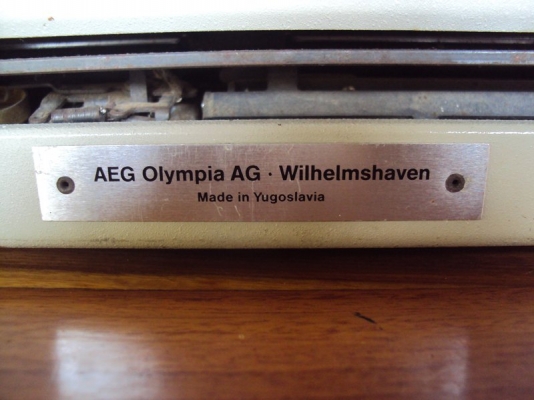 AEG Olympia AG · Wilhelmshaven
Made in Yugoslavia